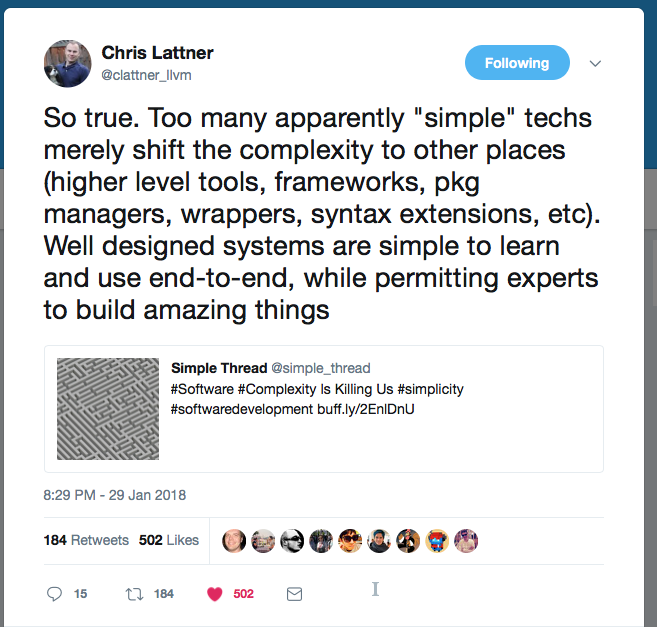 Chris Lattner
@clattner_llvm
Following
So true. Too many apparently "simple" techs
merely shift the complexity to other places
(higher level tools, frameworks, pkg
managers, wrappers, syntax extensions, etc).
Well designed systems are simple to learn
and use end-to-end, while permitting experts
to build amazing things
Simple Thread @simple_thread
#Software #Complexity Is Killing Us #simplicity
#softwaredevelopment buff.ly/2EnlDnU
8:29 PM - 29 Jan 2018
184 Retweets 502 Likes
15 184 502